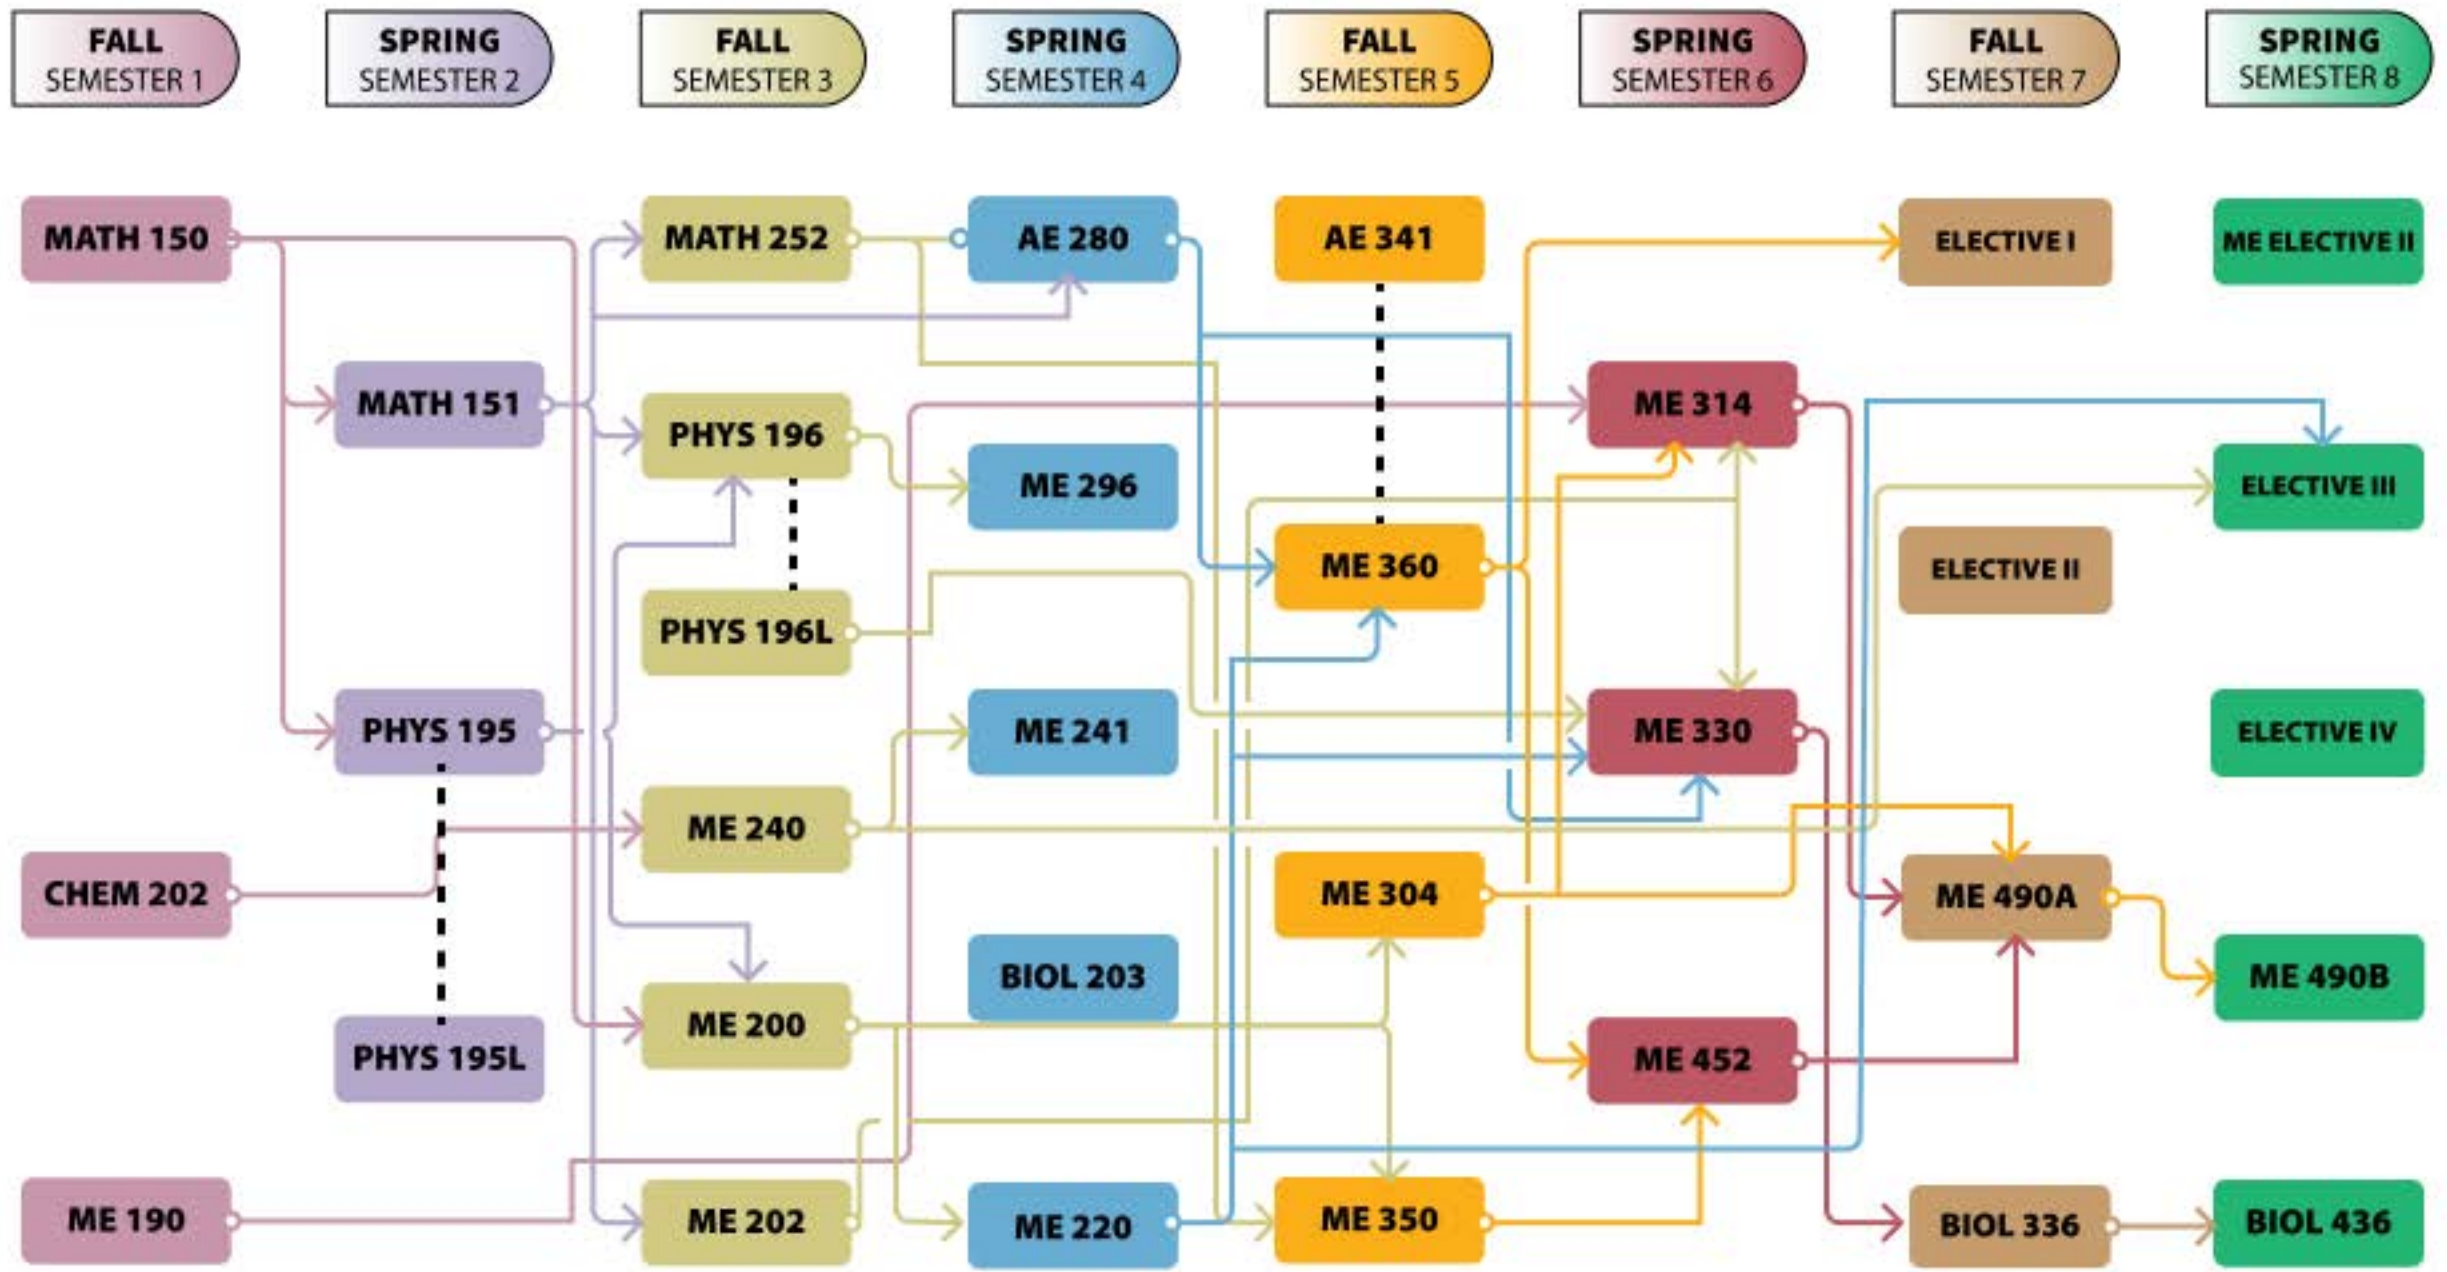 FALL
SEMESTER 1
SPRING
SEMESTER 2
FALL
SEMESTER 3
SPRING
SEMESTER 4
FALL
SEMESTER 5
SPRING
SEMESTER 6
FALL
SEMESTER 7
SPRING
SEMESTER 8
MATH 150
CHEM 202
ME 190
MATH 151
PHYS 195
PHYS 195L
MATH 252
PHYS 196
PHYS 196L
ME 240
ME 200
ME 202
AE 280
ME 296
ME 241
BIOL 203
ME 220
AE 341
ME 360
ME 304
ME 350
ME 314
ME 330
ME 452
ELECTIVE I
ELECTIVE II
ME 490A
BIOL 336
ME ELECTIVE II
ELECTIVE III
ELECTIVE IV
ME 490B
BIOL 436